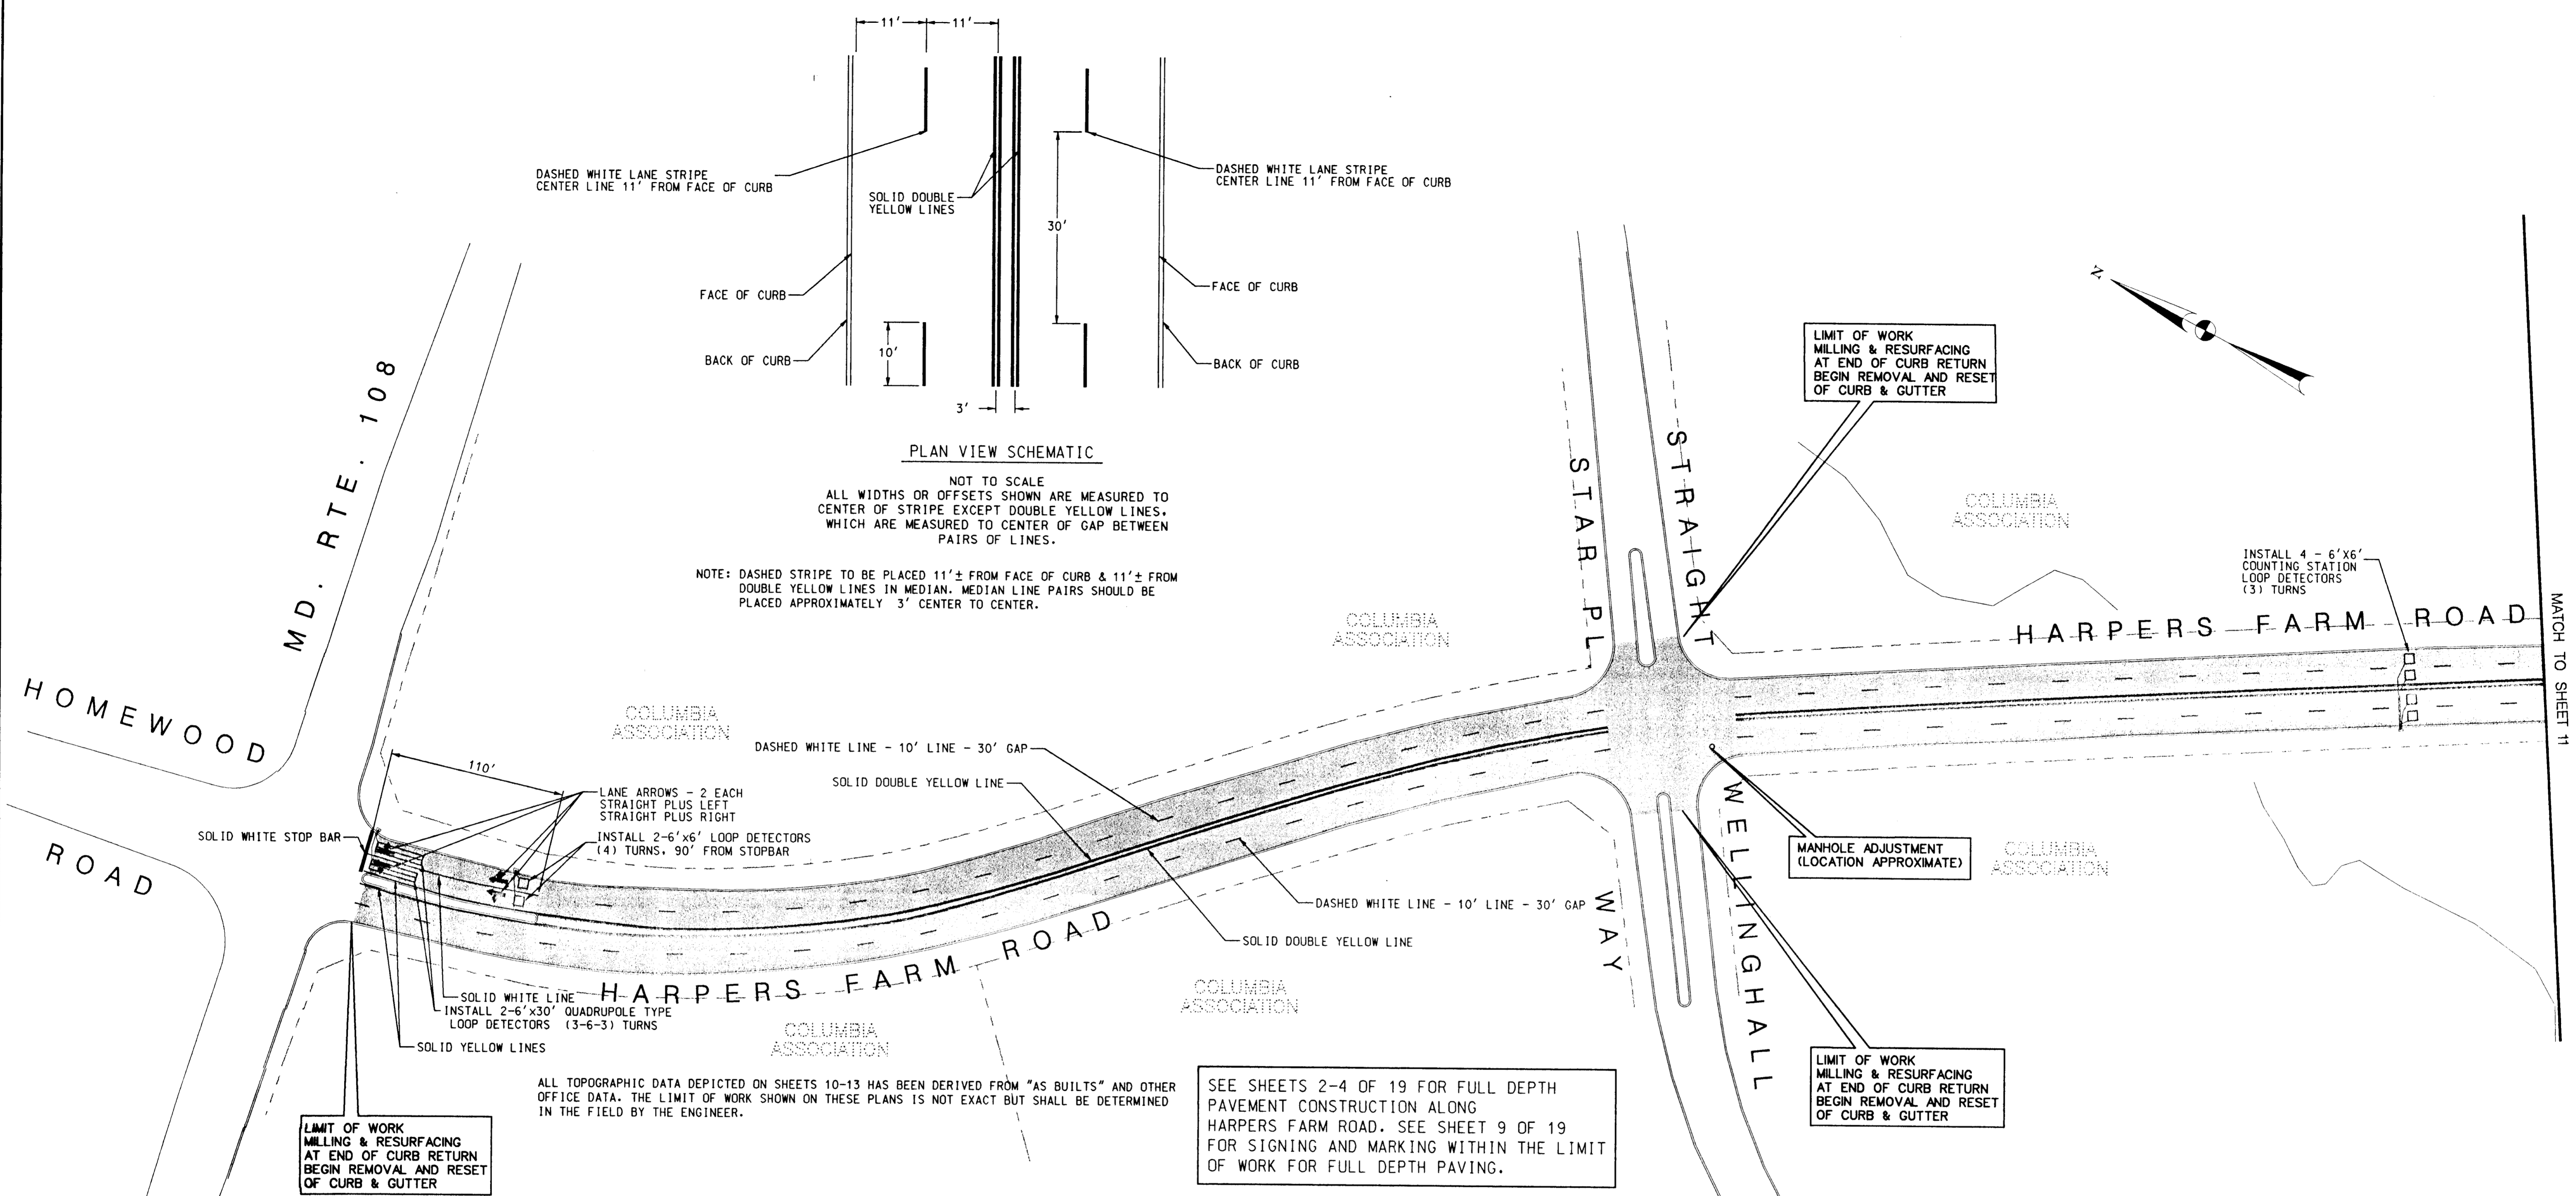 11'
11'
DASHED WHITE LANE STRIPE
CENTER LINE 11' FROM FACE OF CURB
SOLID DOUBLE
YELLOW LINES
DASHED WHITE LANE STRIPE
CENTER LINE 11' FROM FACE OF CURB
30'
FACE OF CURB
FACE OF CURB
BACK OF CURB
10'
BACK OF CURB
3'
PLAN VIEW SCHEMATIC
NOT TO SCALE
ALL WIDTHS OR OFFSETS SHOWN ARE MEASURED TO
CENTER OF STRIPE EXCEPT DOUBLE YELLOW LINES.
WHICH ARE MEASURED TO CENTER OF GAP BETWEEN
PAIRS OF LINES.
NOTE: DASHED STRIPE TO BE PLACED 11'± FROM FACE OF CURB & 11'± FROM
DOUBLE YELLOW LINES IN MEDIAN. MEDIAN LINE PAIRS SHOULD BE
PLACED APPROXIMATELY 3' CENTER TO CENTER.
N
LIMIT OF WORK
MILLING & RESURFACING
AT END OF CURB RETURN
BEGIN REMOVAL AND RESET
OF CURB & GUTTER
MD. RTE. 108
STAR PL
STRAIGHT
COLUMBIA
ASSOCIATION
INSTALL 4 - 6'X6'
COUNTING STATION
LOOP DETECTORS
(3) TURNS
COLUMBIA
ASSOCIATION
HARPERS FARM ROAD
MATCH TO SHEET 11
HOMEWOOD
ROAD
COLUMBIA
ASSOCIATION
110'
DASHED WHITE LINE - 10' LINE - 30' GAP
SOLID DOUBLE YELLOW LINE
LANE ARROWS - 2 EACH
STRAIGHT PLUS LEFT
STRAIGHT PLUS RIGHT
SOLID WHITE STOP BAR
INSTALL 2-6'x6' LOOP DETECTORS
(4) TURNS, 90' FROM STOPBAR
MANHOLE ADJUSTMENT
(LOCATION APPROXIMATE)
COLUMBIA
ASSOCIATION
DASHED WHITE LINE - 10' LINE - 30' GAP
SOLID DOUBLE YELLOW LINE
WAY
WELLINGHALL
HARPERS FARM ROAD
SOLID WHITE LINE
INSTALL 2-6'x30' QUADRUPOLE TYPE
LOOP DETECTORS (3-6-3) TURNS
SOLID YELLOW LINES
COLUMBIA
ASSOCIATION
COLUMBIA
ASSOCIATION
ALL TOPOGRAPHIC DATA DEPICTED ON SHEETS 10-13 HAS BEEN DERIVED FROM "AS BUILTS" AND OTHER
OFFICE DATA. THE LIMIT OF WORK SHOWN ON THESE PLANS IS NOT EXACT BUT SHALL BE DETERMINED
IN THE FIELD BY THE ENGINEER.
SEE SHEETS 2-4 OF 19 FOR FULL DEPTH
PAVEMENT CONSTRUCTION ALONG
HARPERS FARM ROAD. SEE SHEET 9 OF 19
FOR SIGNING AND MARKING WITHIN THE LIMIT
OF WORK FOR FULL DEPTH PAVING.
LIMIT OF WORK
MILLING & RESURFACING
AT END OF CURB RETURN
BEGIN REMOVAL AND RESET
OF CURB & GUTTER
LIMIT OF WORK
MILLING & RESURFACING
AT END OF CURB RETURN
BEGIN REMOVAL AND RESET
OF CURB & GUTTER